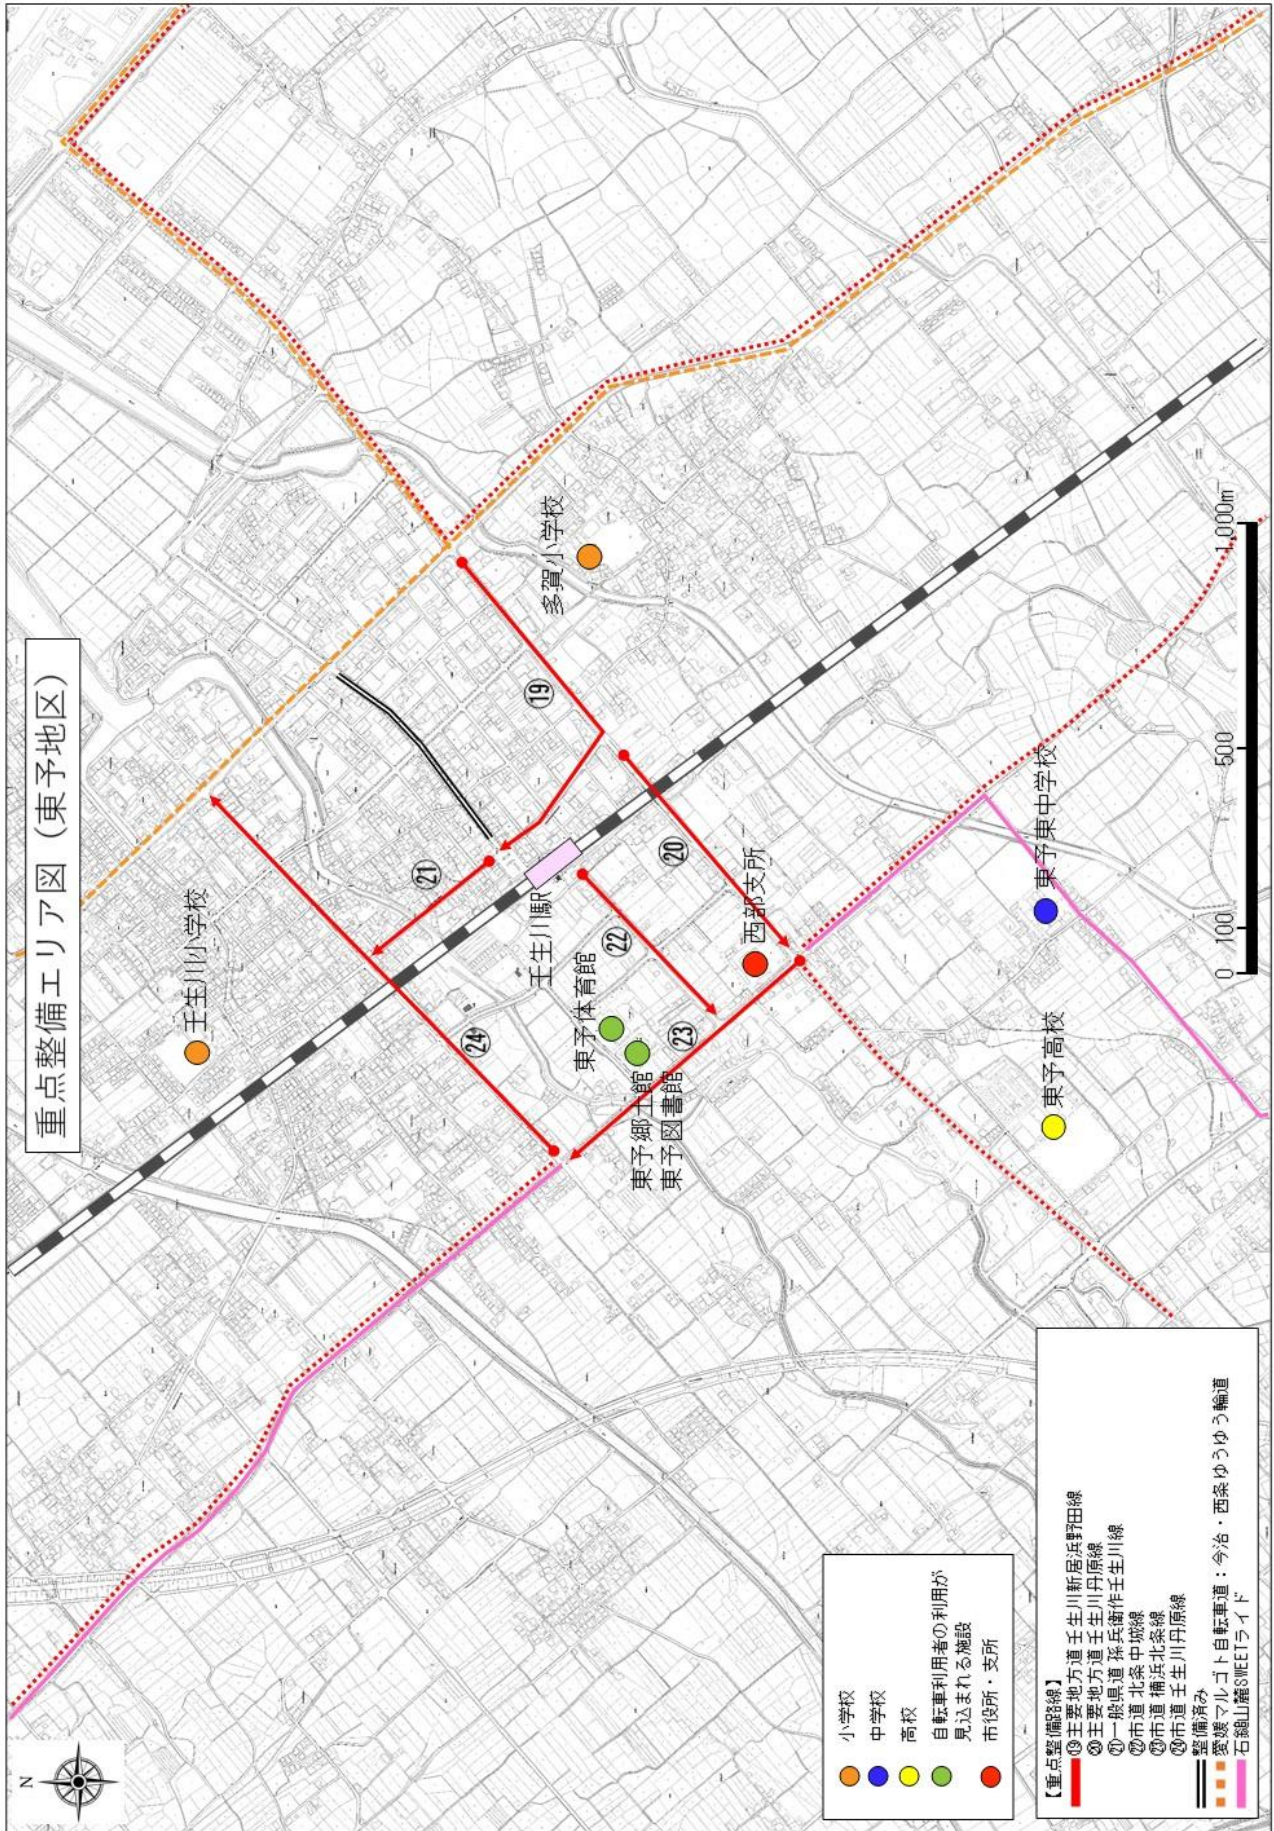 重点整備エリア図（東予地区）
N
壬生川小学校
多賀小学校
⑲
㉑
㉔
壬生川駅
⑳
㉒
東予体育館
㉓
東予郷土館
東予図書館
西部支所
東予東中学校
東予高校
小学校
中学校
高校
自転車利用者の利用が
見込まれる施設
市役所・支所
【重点整備路線】
⑲主要地方道壬生川新居浜野田線
⑳主要地方道壬生川丹原線
㉑一般県道 孫兵衛作壬生川線
㉒市道 北条中城線
㉓市道 楠浜北条線
㉔市道 壬生川丹原線
整備済み
愛媛マルゴト自転車道：今治・西条ゆうゆう輪道
石鎚山麓SWEETライド
0 100 500 1,000m